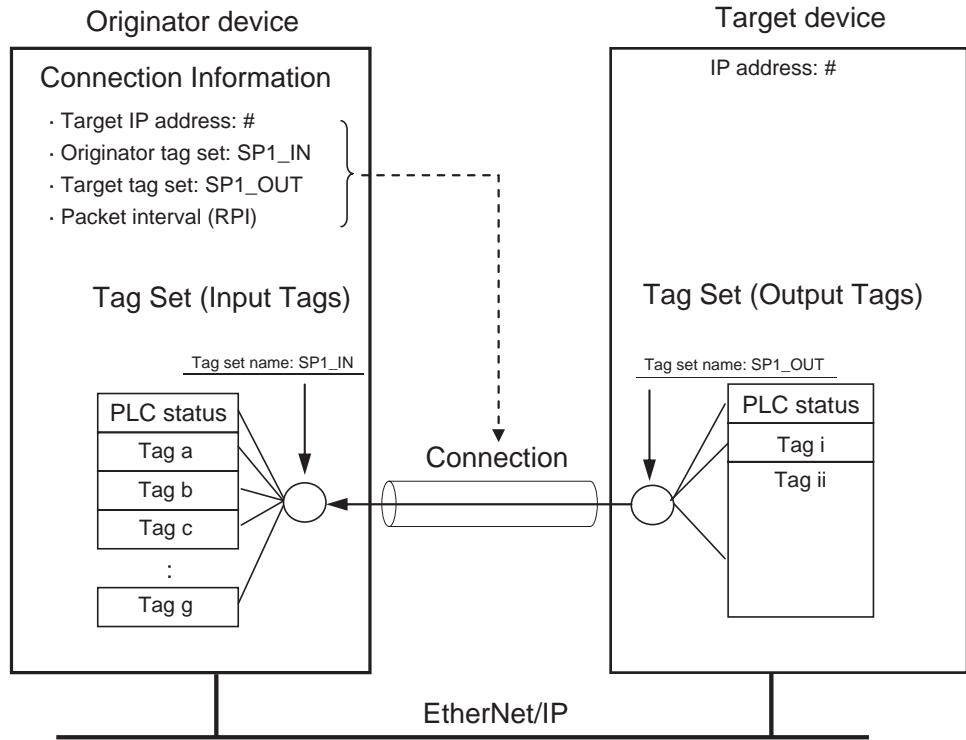 Originator device
Connection Information
· Target IP address: #
· Originator tag set: SP1_IN
· Target tag set: SP1_OUT
· Packet interval (RPI)
Tag Set (Input Tags)
Tag set name: SP1_IN
PLC status
Tag a
Tag b
Tag c
:
Tag g
Connection
Target device
IP address: #
Tag Set (Output Tags)
Tag set name: SP1_OUT
PLC status
Tag i
Tag ii
EtherNet/IP